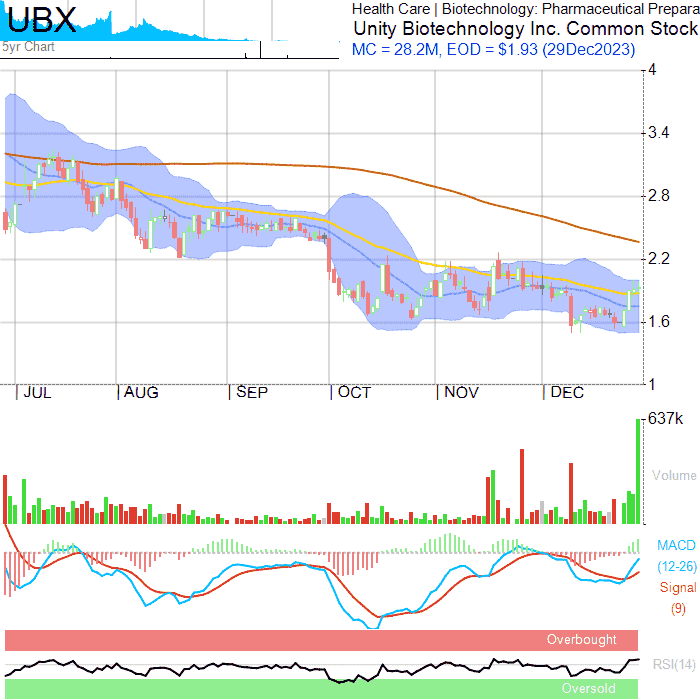 UBX
Health Care | Biotechnology: Pharmaceutical Prepara
Unity Biotechnology Inc. Common Stock
5yr Chart
MC = 28.2M, EOD = $1.93 (29Dec2023)
4
3.4
2.8
2.2
1.6
1
JUL AUG SEP OCT NOV DEC
637k
Volume
MACD
(12-26)
Signal
(9)
Overbought
RSI(14)
Oversold